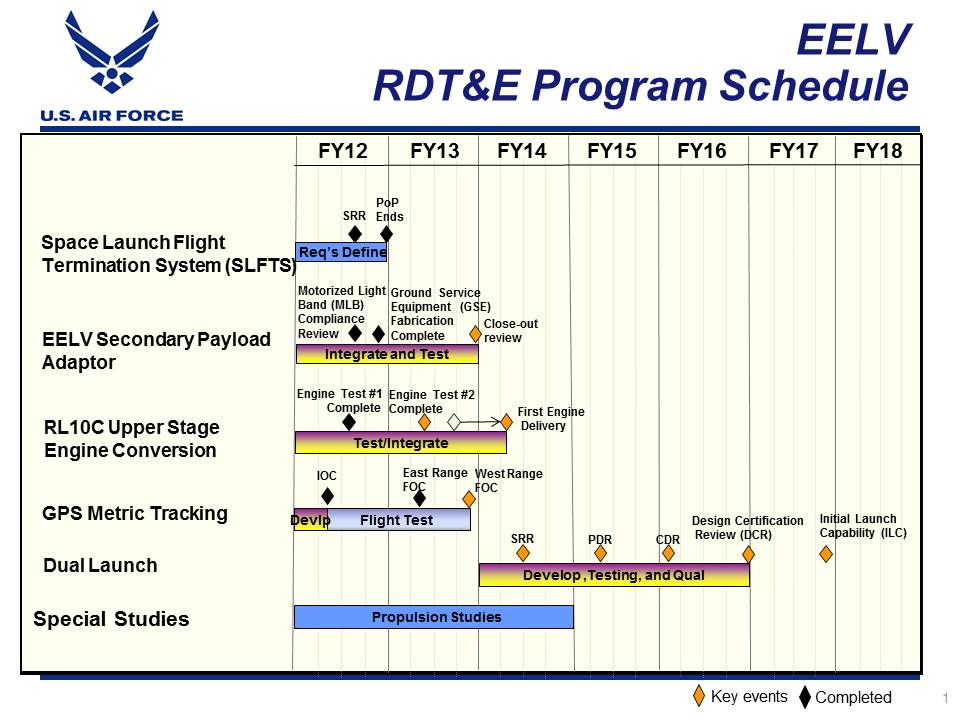 U.S. AIR FORCE
EELV
RDT&E Program Schedule
FY12 FY13 FY14 FY15 FY16 FY17 FY18
Space Launch Flight
Termination System (SLFTS)
SRR
PoP
Ends
Req's Define
EELV Secondary Payload
Adaptor
Motorized Light
Band (MLB)
Compliance
Review
Ground Service
Equipment (GSE)
Fabrication
Complete
Close-out
review
Integrate and Test
RL10C Upper Stage
Engine Conversion
Engine Test #1
Complete
Engine Test #2
Complete
First Engine
Delivery
Test/Integrate
GPS Metric Tracking
IOC
East Range
FOC
West Range
FOC
Devlp
Flight Test
Dual Launch
SRR
PDR
CDR
Design Certification
Review (DCR)
Initial Launch
Capability (ILC)
Develop ,Testing, and Qual
Special Studies
Propulsion Studies
Key events
Completed
1